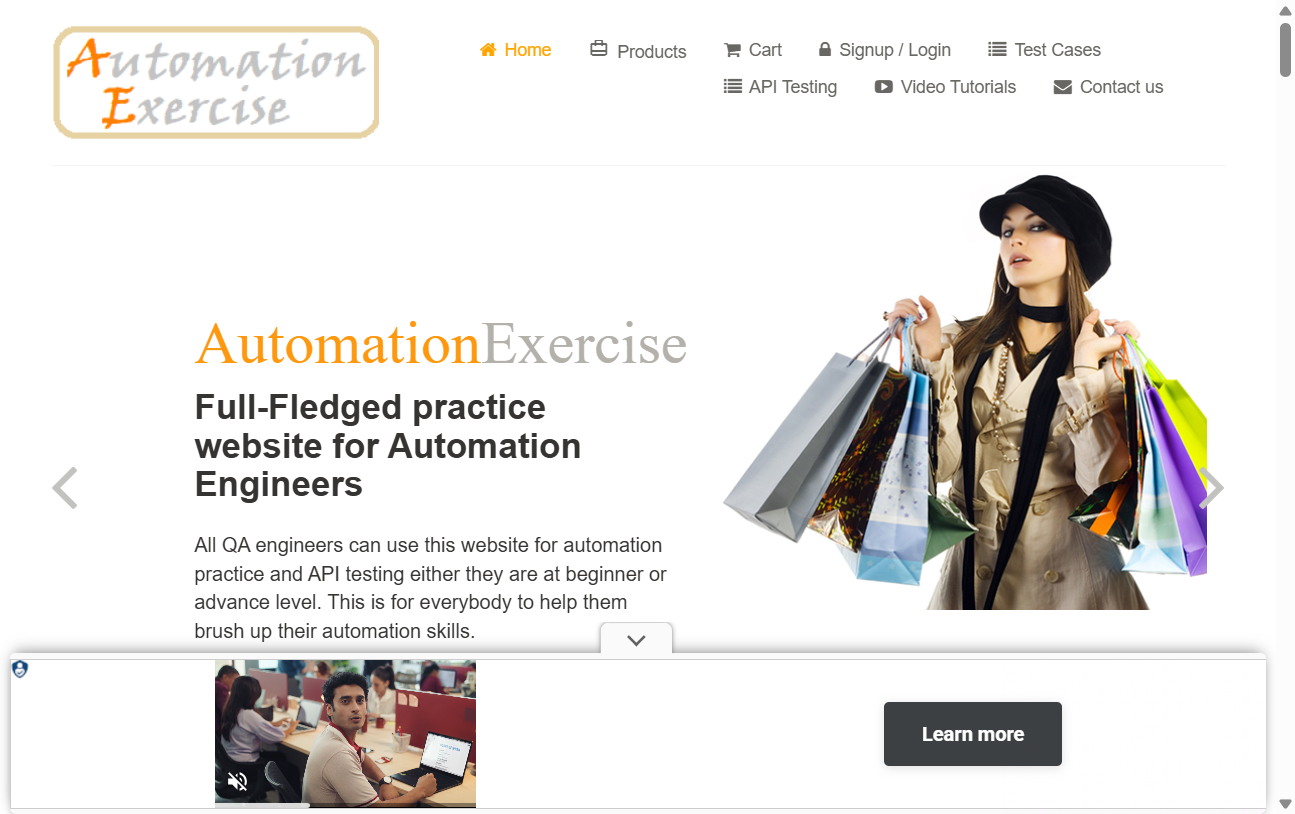 Automation
Exercise
Home
Products
Cart
Signup / Login
Test Cases
API Testing
Video Tutorials
Contact us
AutomationExercise
Full-Fledged practice
website for Automation
Engineers
All QA engineers can use this website for automation
practice and API testing either they are at beginner or
advance level. This is for everybody to help them
brush up their automation skills.
Learn more